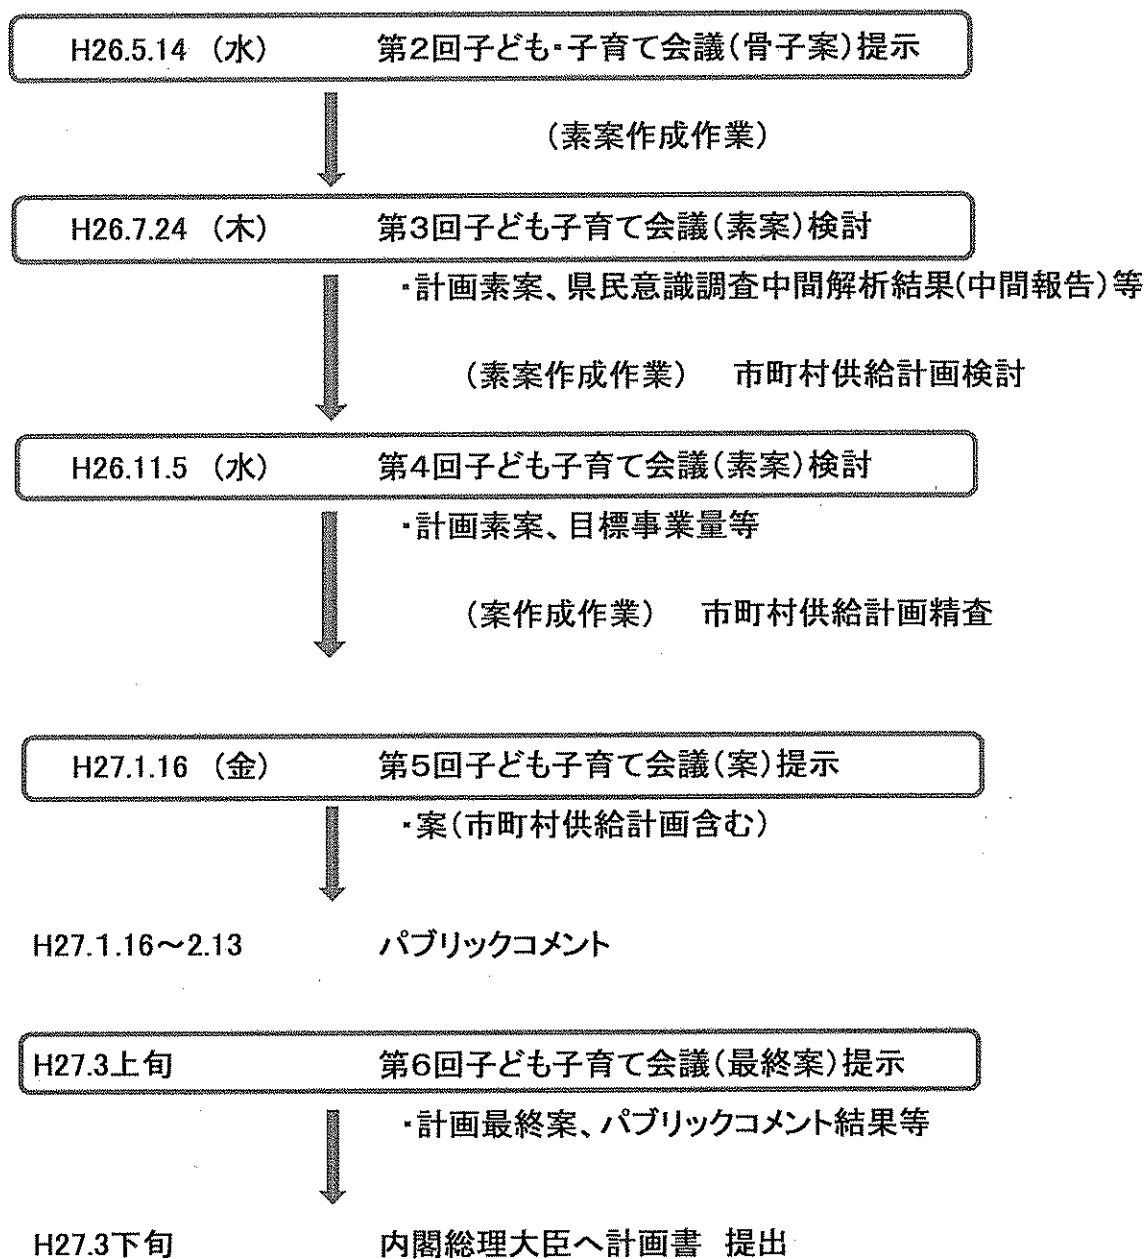 H26.5.14 (水) 第2回子ども・子育て会議(骨子案)提示
(素案作成作業)
H26.7.24 (木) 第3回子ども子育て会議(素案)検討
・計画素案、県民意識調査中間解析結果(中間報告)等
(素案作成作業) 市町村供給計画検討
H26.11.5 (水) 第4回子ども子育て会議(素案)検討
・計画素案、目標事業量等
(案作成作業) 市町村供給計画精査
H27.1.16 (金) 第5回子ども子育て会議(案)提示
・案(市町村供給計画含む)
H27.1.16～2.13 パブリックコメント
H27.3上旬 第6回子ども子育て会議(最終案)提示
・計画最終案、パブリックコメント結果等
H27.3下旬 内閣総理大臣へ計画書 提出